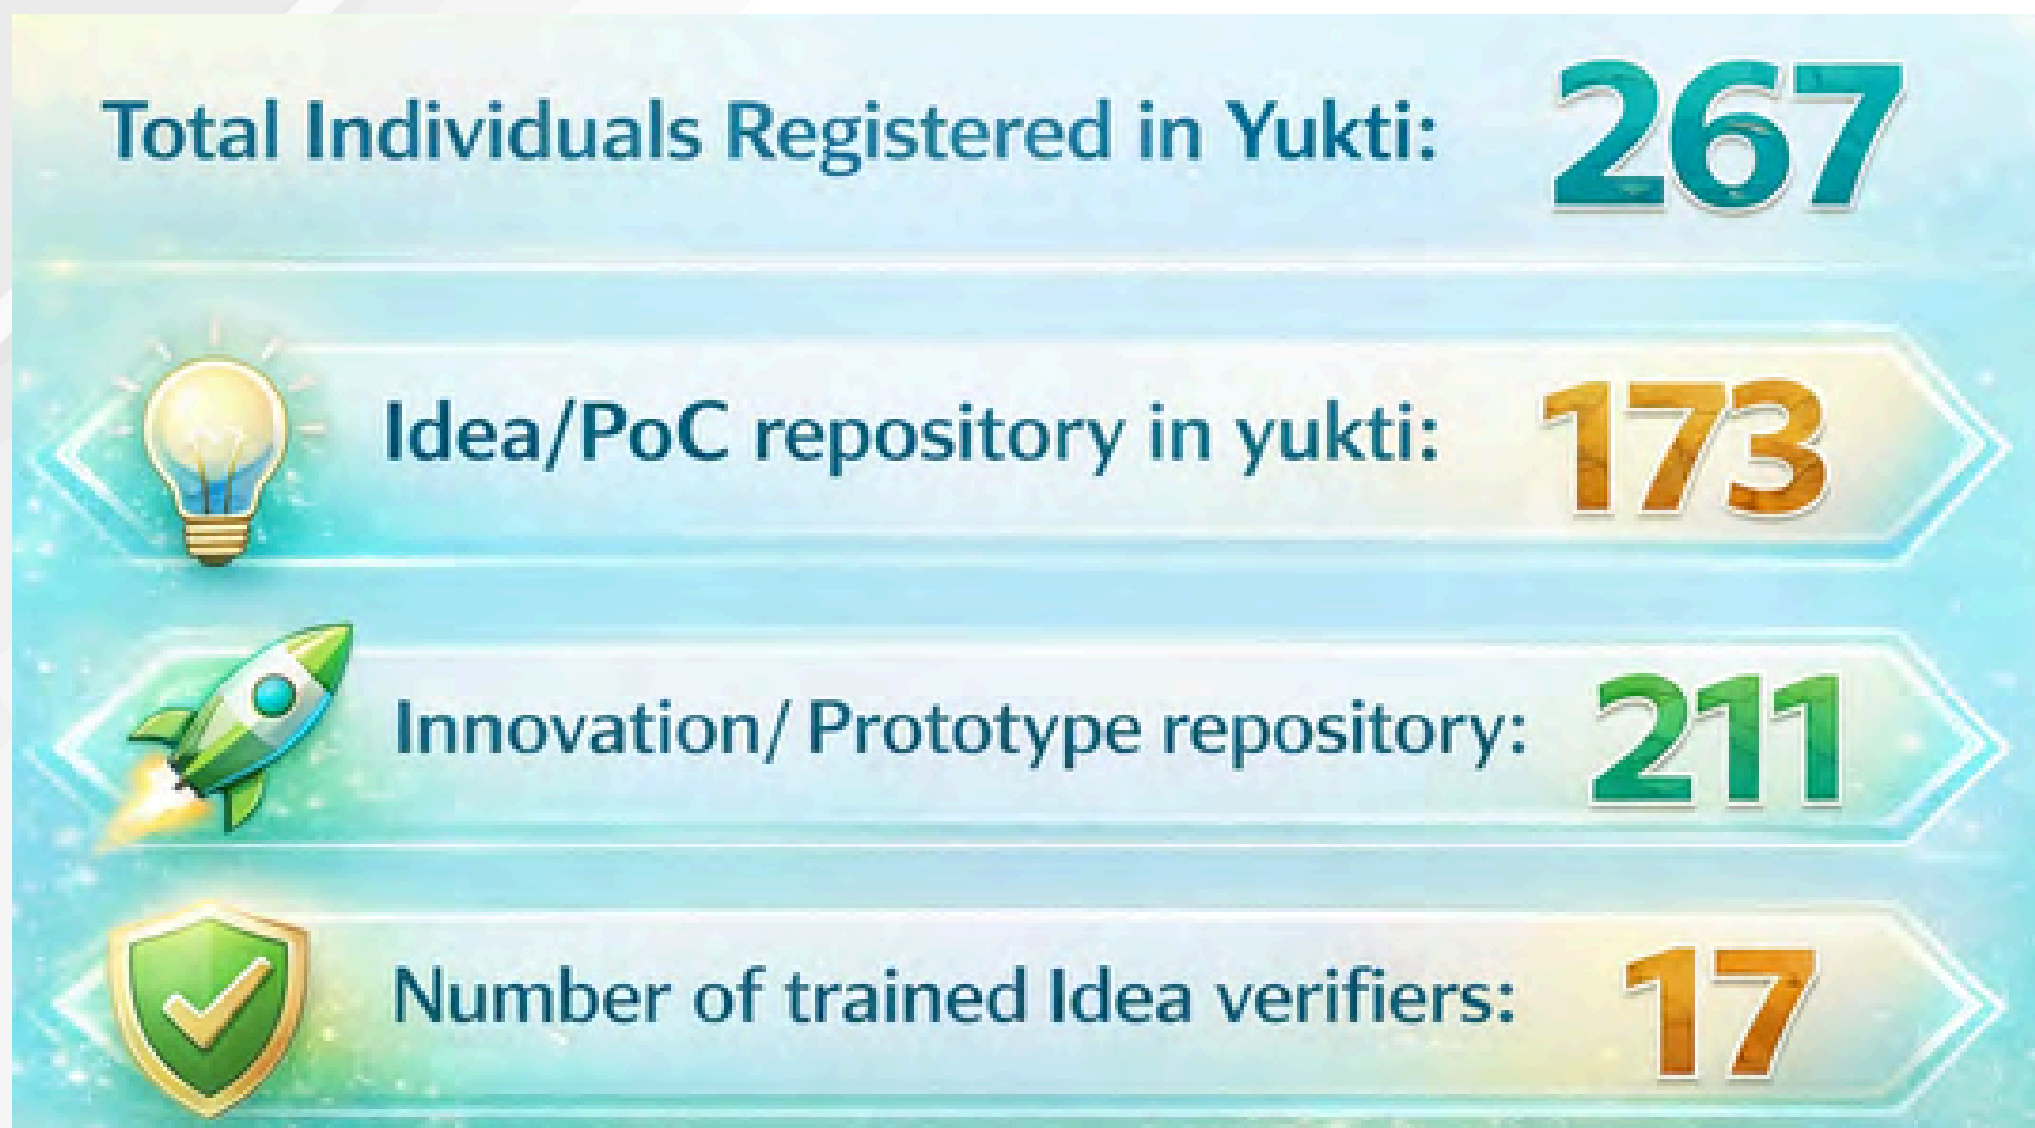 Total Individuals Registered in Yukti: 267
Idea/PoC repository in yukti: 173
Innovation/ Prototype repository: 211
Number of trained Idea verifiers: 17